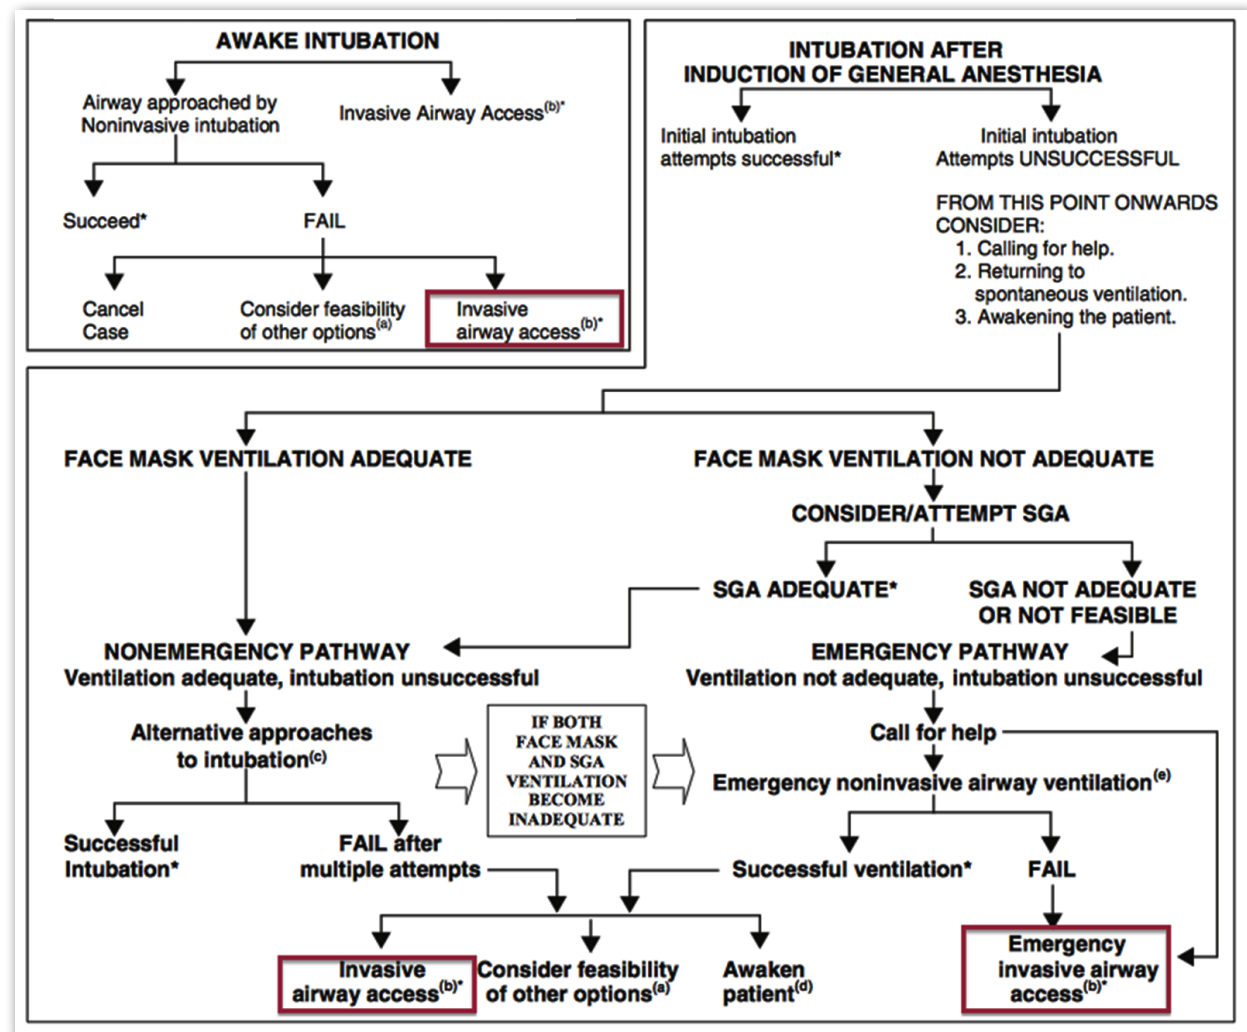 AWAKE INTUBATION
Airway approached by
Noninvasive intubation
Invasive Airway Access(b)*
Succeed*
FAIL
Cancel
Case
Consider feasibility
of other options(a)
Invasive
airway access(b)*
INTUBATION AFTER
INDUCTION OF GENERAL ANESTHESIA
Initial intubation
attempts successful*
Initial intubation
Attempts UNSUCCESSFUL
FROM THIS POINT ONWARDS
CONSIDER:
1. Calling for help.
2. Returning to
spontaneous ventilation.
3. Awakening the patient.
FACE MASK VENTILATION ADEQUATE
FACE MASK VENTILATION NOT ADEQUATE
CONSIDER/ATTEMPT SGA
SGA ADEQUATE*
SGA NOT ADEQUATE
OR NOT FEASIBLE
NONEMERGENCY PATHWAY
Ventilation adequate, intubation unsuccessful
EMERGENCY PATHWAY
Ventilation not adequate, intubation unsuccessful
Alternative approaches
to intubation(c)
IF BOTH
FACE MASK
AND SGA
VENTILATION
BECOME
INADEQUATE
Call for help
Emergency noninvasive airway ventilation(e)
Successful
Intubation*
FAIL after
multiple attempts
Successful ventilation*
FAIL
Invasive
airway access(b)*
Consider feasibility
of other options(a)
Awaken
patient(d)
Emergency
invasive airway
access(b)*